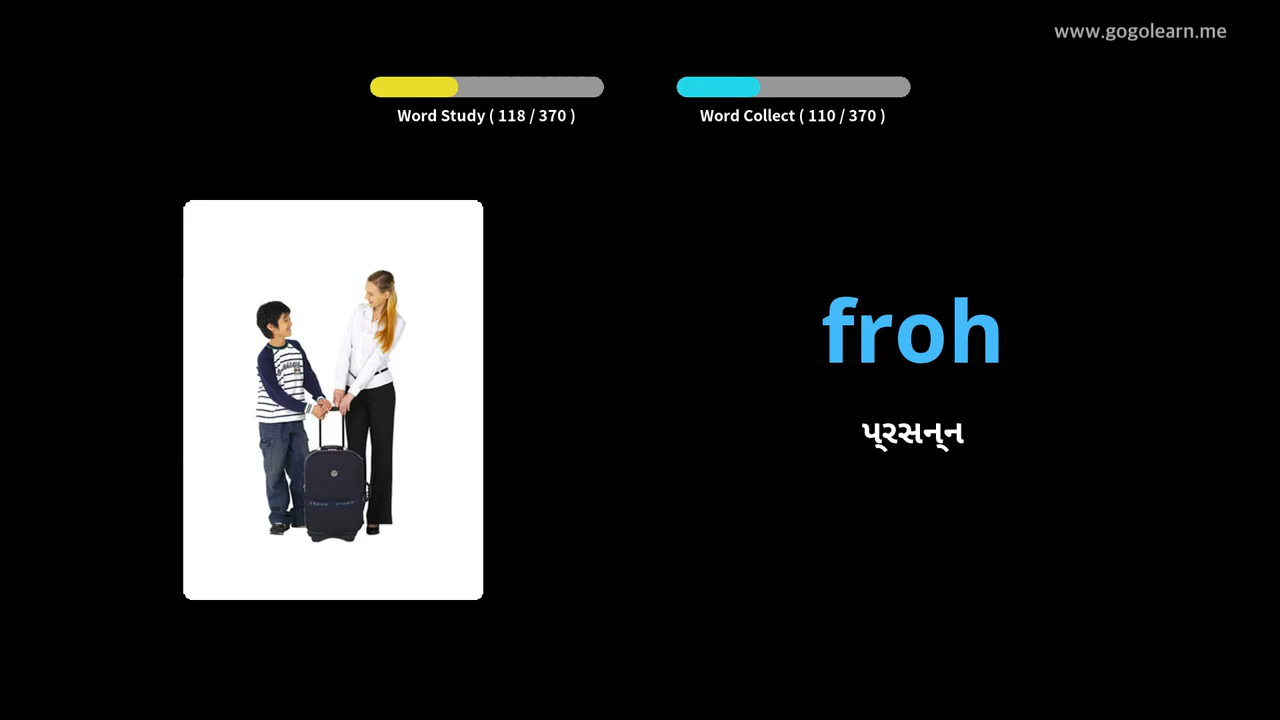 www.gogolearn.me
Word Study ( 118 / 370 )
Word Collect ( 110 / 370 )
froh
પ્રસન્ન